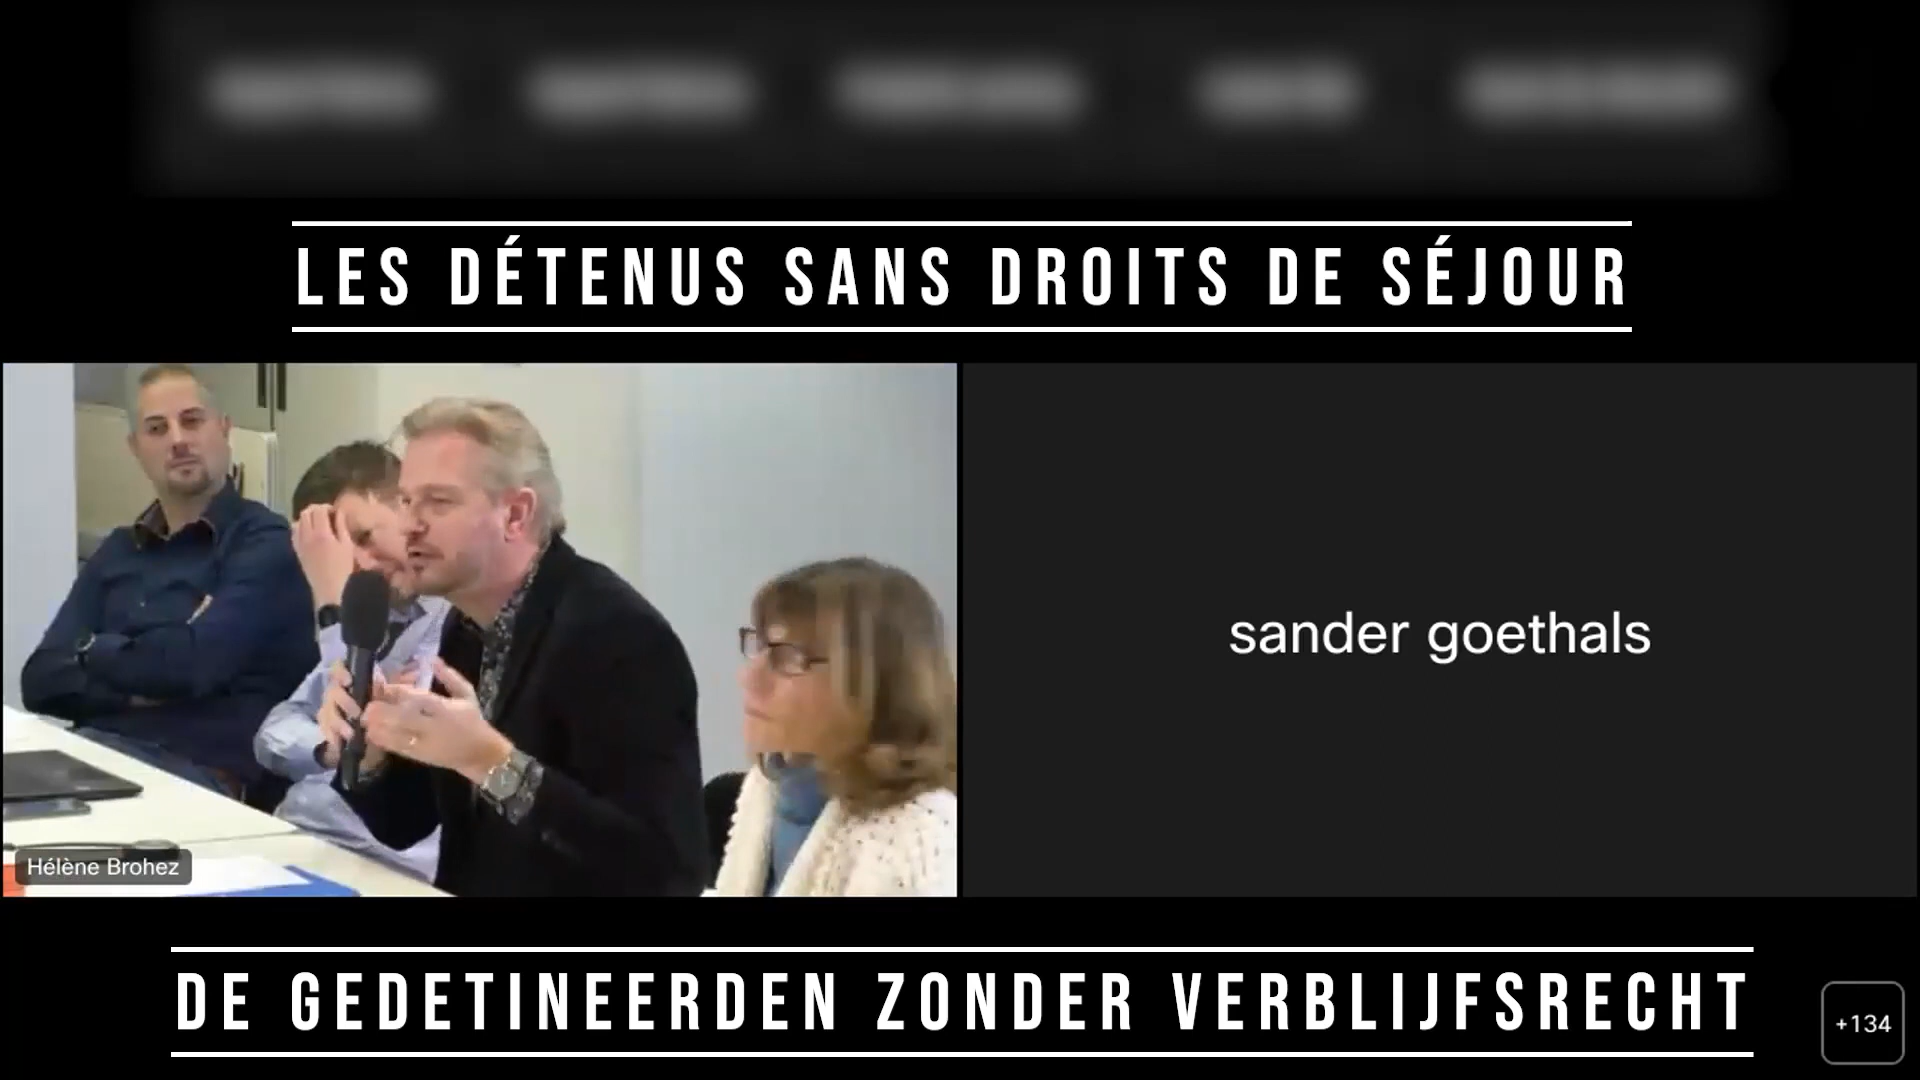 LES DÉTENUS SANS DROITS DE SÉJOUR
Hélène Brohez
sander goethals
DE GEDETINEERDEN ZONDER VERBLIJFSRECHT
+134